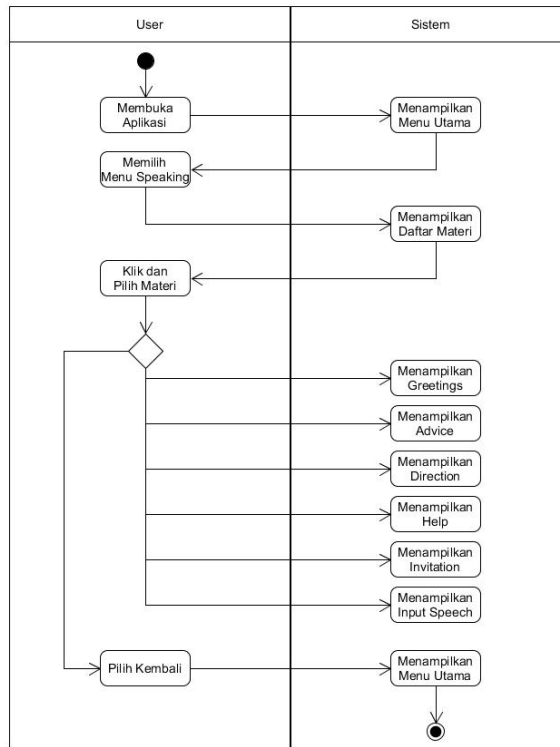 User
Sistem
Membuka
Aplikasi
Menampilkan
Menu Utama
Memilih
Menu Speaking
Menampilkan
Daftar Materi
Klik dan
Pilih Materi
Menampilkan
Greetings
Menampilkan
Advice
Menampilkan
Direction
Menampilkan
Help
Menampilkan
Invitation
Menampilkan
Input Speech
Pilih Kembali
Menampilkan
Menu Utama